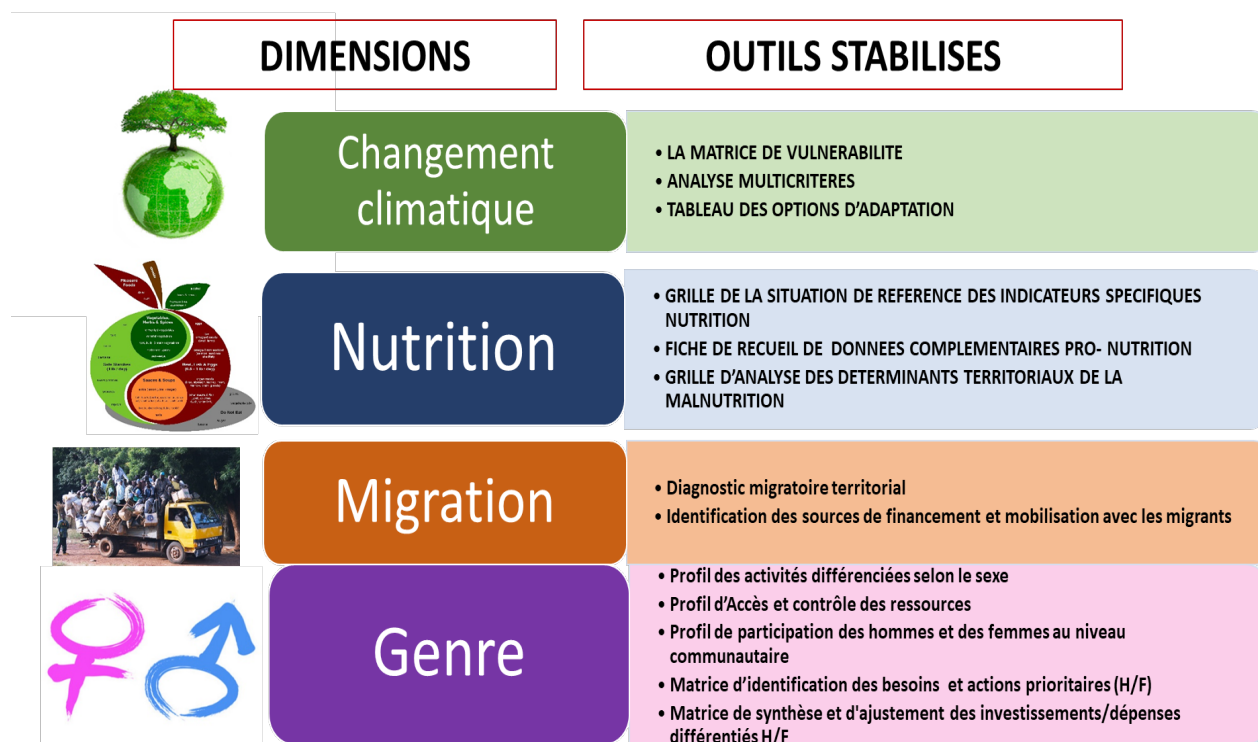 DIMENSIONS
OUTILS STABILISES
Changement
climatique
• LA MATRICE DE VULNERABILITE
• ANALYSE MULTICRITERES
• TABLEAU DES OPTIONS D’ADAPTATION
Nutrition
• GRILLE DE LA SITUATION DE REFERENCE DES INDICATEURS SPECIFIQUES
NUTRITION
• FICHE DE RECUEIL DE DONNEES COMPLEMENTAIRES PRO- NUTRITION
• GRILLE D’ANALYSE DES DETERMINANTS TERRITORIAUX DE LA
MALNUTRITION
Migration
• Diagnostic migratoire territorial
• Identification des sources de financement et mobilisation avec les migrants
Genre
• Profil des activités différenciées selon le sexe
• Profil d’Accès et contrôle des ressources
• Profil de participation des hommes et des femmes au niveau
communautaire
• Matrice d’identification des besoins et actions prioritaires (H/F)
• Matrice de synthèse et d'ajustement des investissements/dépenses
différentiés H/F